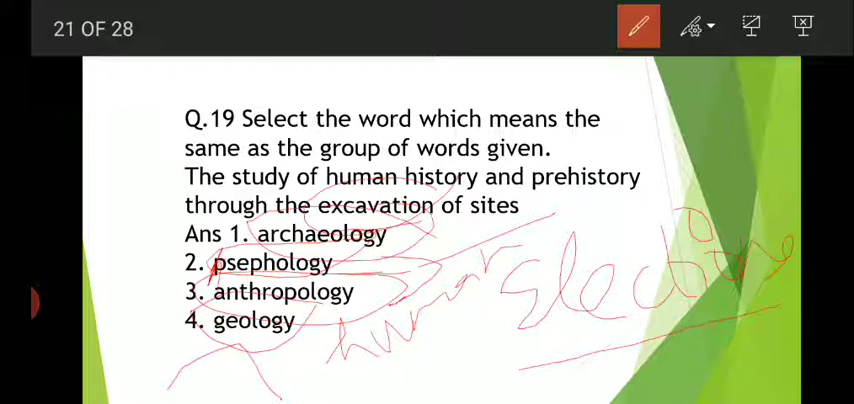 21 OF 28
Q.19 Select the word which means the
same as the group of words given.
The study of human history and prehistory
through the excavation of sites
Ans 1. archaeology
2. psephology
3. anthropology
4. geology
human